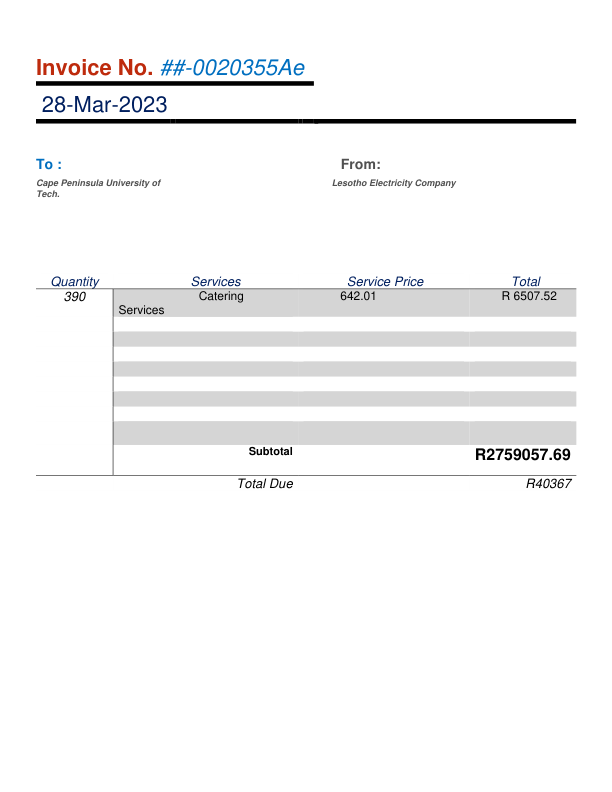 Invoice No. ##-0020355Ae
28-Mar-2023
To : From:
Cape Peninsula University of Lesotho Electricity Company
Tech.
Quantity Services Service Price Total
390 Catering 642.01 R 6507.52
Services
Subtotal R2759057.69
Total Due R40367